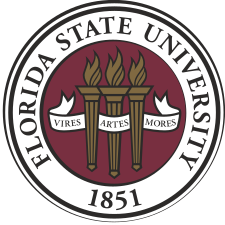 FLORIDA STATE UNIVERSITY
VIRES ARTES MORES
1851